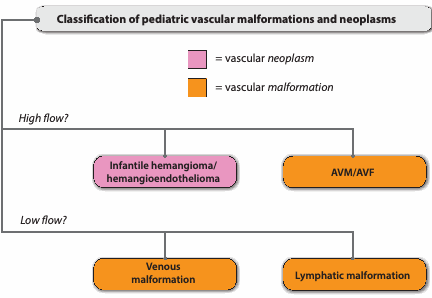 Classification of pediatric vascular malformations and neoplasms
= vascular neoplasm
= vascular malformation
High flow?
Infantile hemangioma/
hemangioendothelioma
AVM/AVF
Low flow?
Venous
malformation
Lymphatic malformation